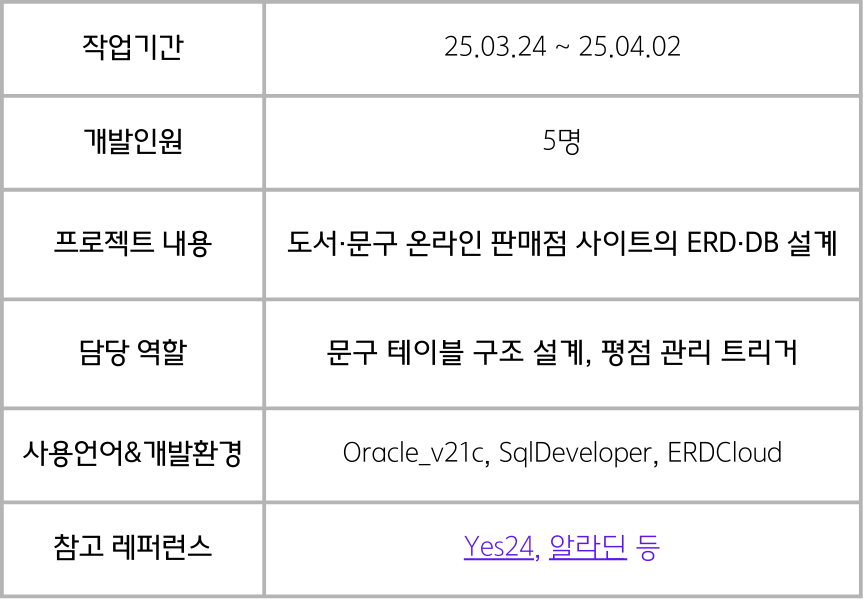 작업기간 25.03.24 ~ 25.04.02
개발인원 5명
프로젝트 내용 도서·문구 온라인 판매점 사이트의 ERD·DB 설계
담당 역할 문구 테이블 구조 설계, 평점 관리 트리거
사용언어&개발환경 Oracle_v21c, SqlDeveloper, ERDCloud
참고 레퍼런스 Yes24, 알라딘 등